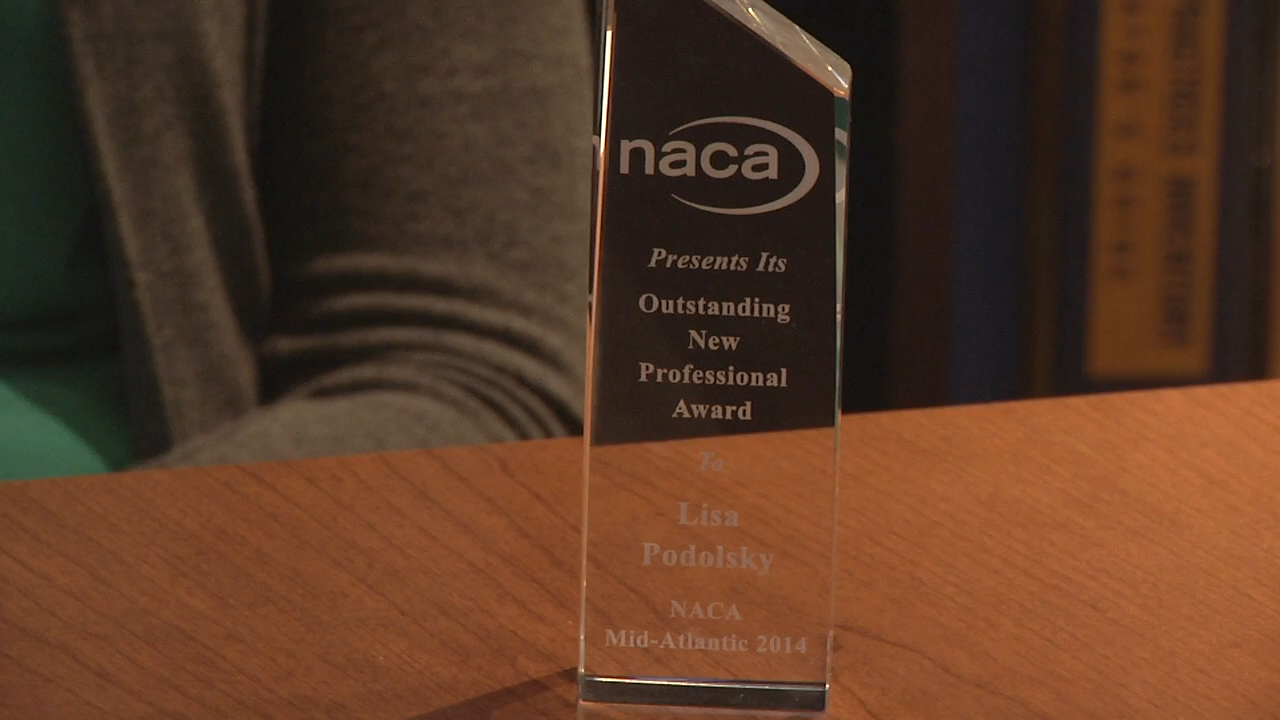 naca
Presents Its
Outstanding
New
Professional
Award
To
Lisa
Podolsky
NACA
Mid-Atlantic 2014